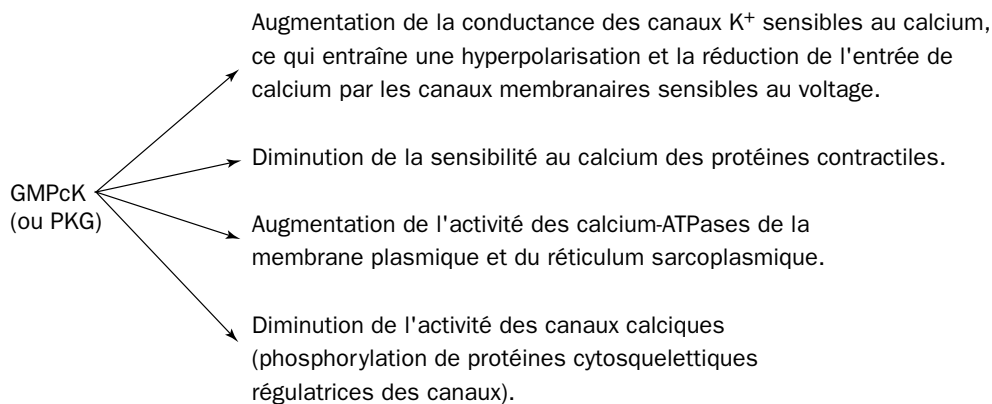 Augmentation de la conductance des canaux K+ sensibles au calcium,
ce qui entraîne une hyperpolarisation et la réduction de l'entrée de
calcium par les canaux membranaires sensibles au voltage.
Diminution de la sensibilité au calcium des protéines contractiles.
GMPcK
(ou PKG)
Augmentation de l'activité des calcium-ATPases de la
membrane plasmique et du réticulum sarcoplasmique.
Diminution de l'activité des canaux calciques
(phosphorylation de protéines cytosquelettiques
régulatrices des canaux).